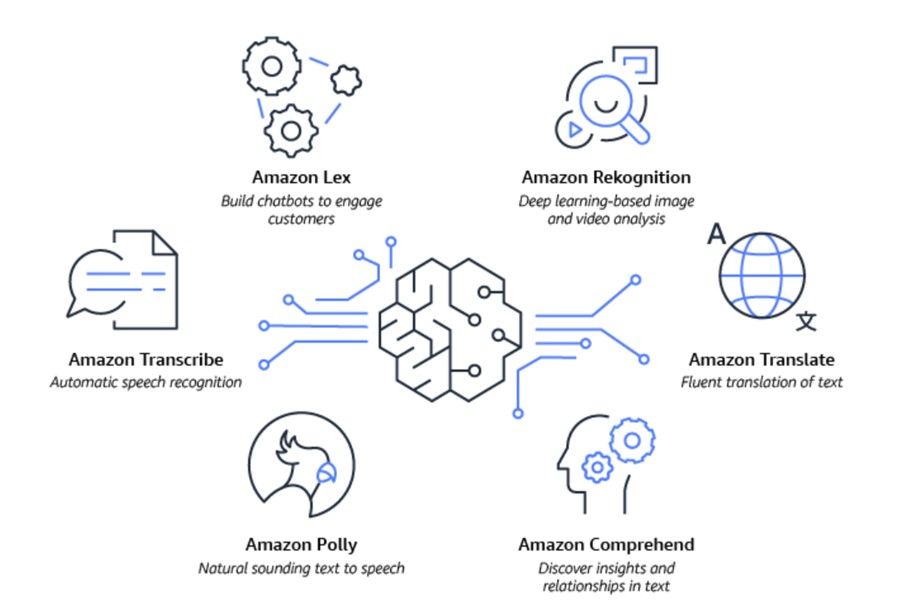 Amazon Lex
Build chatbots to engage
customers
Amazon Rekognition
Deep learning-based image
and video analysis
A
文
Amazon Transcribe
Automatic speech recognition
Amazon Translate
Fluent translation of text
Amazon Polly
Natural sounding text to speech
Amazon Comprehend
Discover insights and
relationships in text